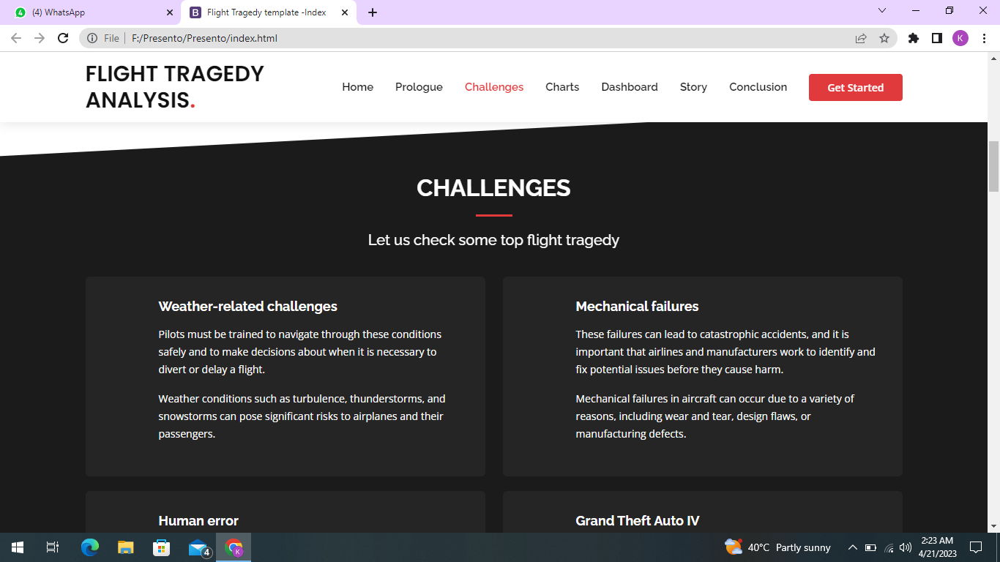 (4) WhatsApp
Flight Tragedy template -Index
File
F:/Presento/Presento/index.html
K
FLIGHT TRAGEDY
ANALYSIS.
Home
Prologue
Challenges
Charts
Dashboard
Story
Conclusion
Get Started
CHALLENGES
Let us check some top flight tragedy
Weather-related challenges
Pilots must be trained to navigate through these conditions
safely and to make decisions about when it is necessary to
divert or delay a flight.
Weather conditions such as turbulence, thunderstorms, and
snowstorms can pose significant risks to airplanes and their
passengers.
Mechanical failures
These failures can lead to catastrophic accidents, and it is
important that airlines and manufacturers work to identify and
fix potential issues before they cause harm.
Mechanical failures in aircraft can occur due to a variety of
reasons, including wear and tear, design flaws, or
manufacturing defects.
Human error
Grand Theft Auto IV
4
K
40°C Partly sunny
2:23 AM
4/21/2023